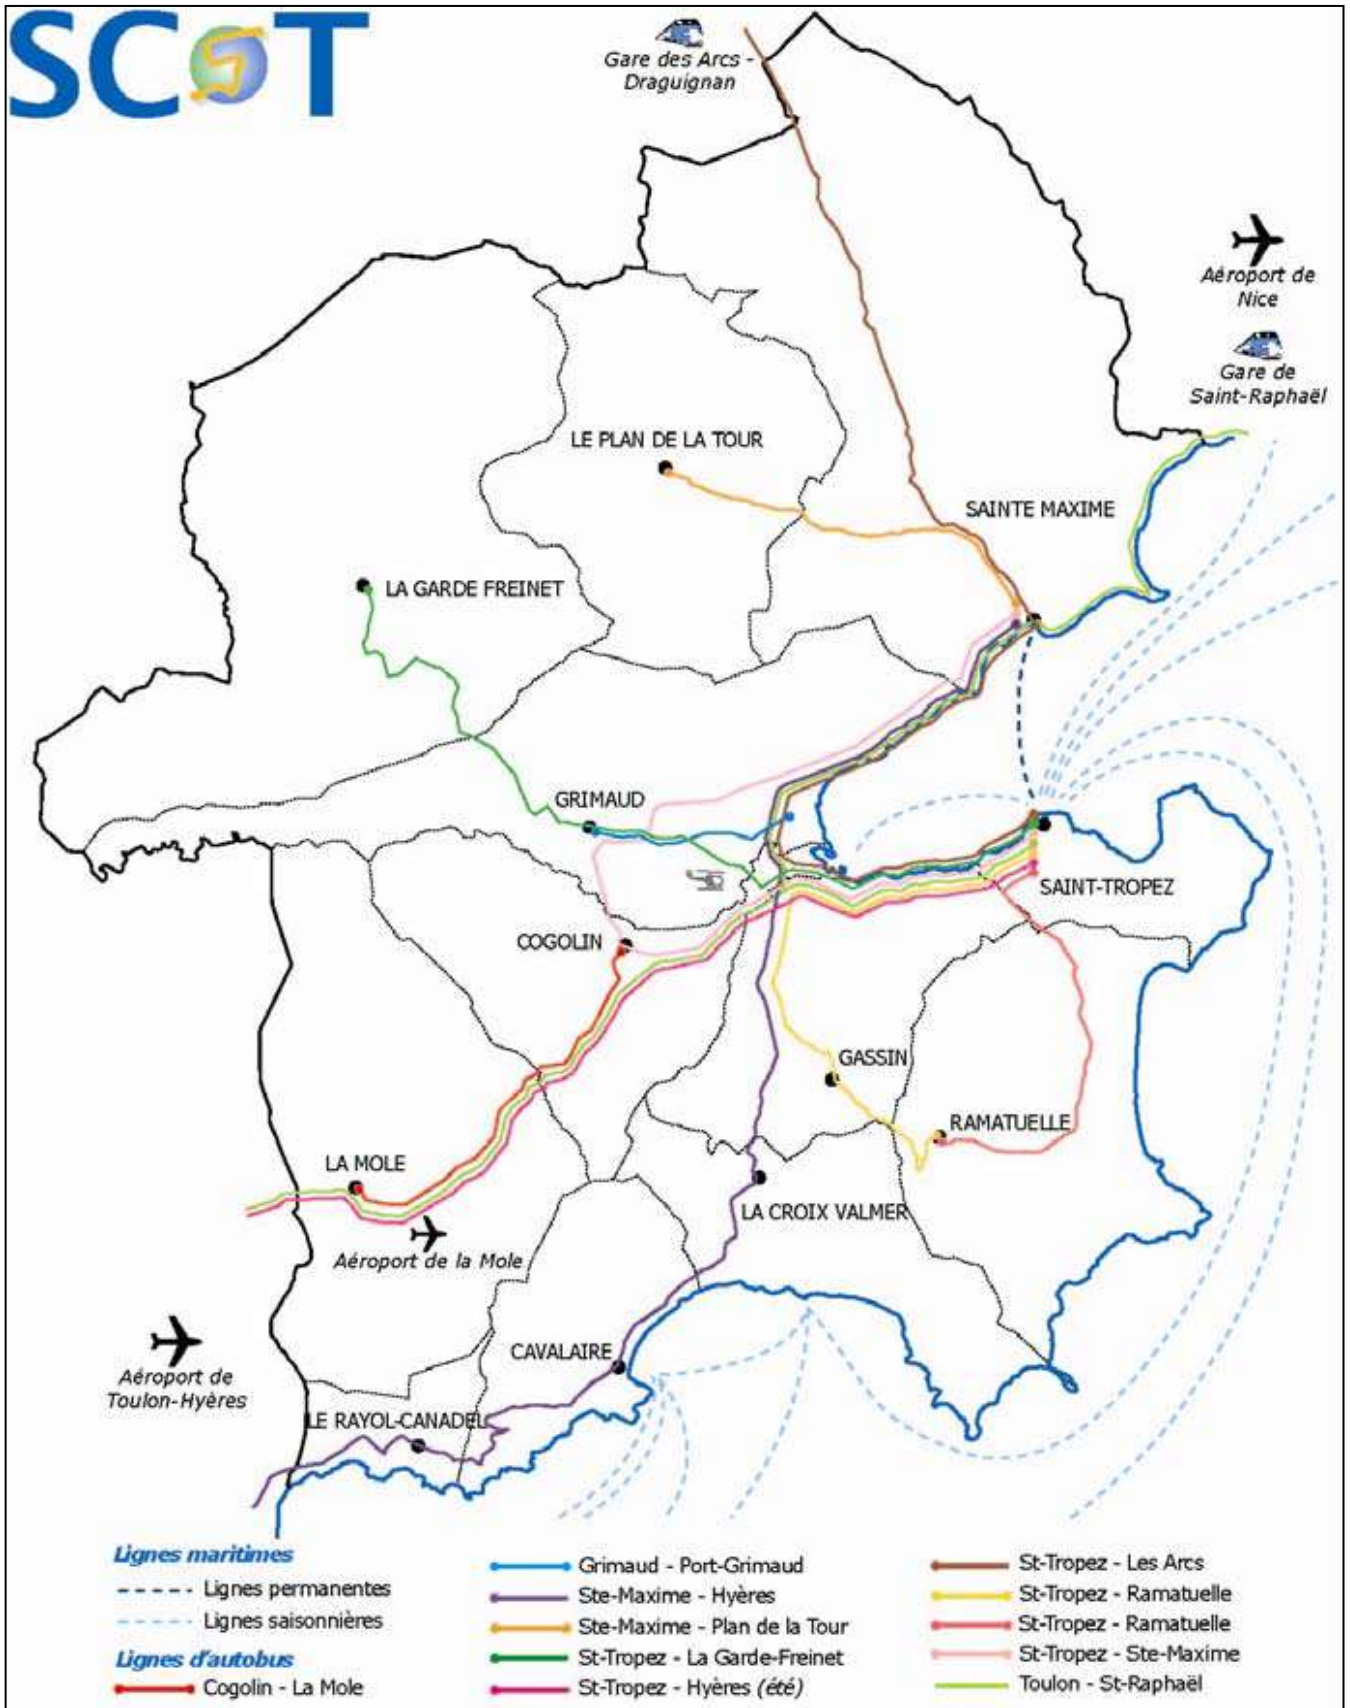 SCOT
Gare des Arcs -
Draguignan
Aéroport de
Nice
Gare de
Saint-Raphaël
LE PLAN DE LA TOUR
SAINTE MAXIME
LA GARDE FREINET
GRIMAUD
SAINT-TROPEZ
COGOLIN
GASSIN
RAMATUELLE
LA MOLE
LA CROIX VALMER
Aéroport de la Mole
CAVALAIRE
Aéroport de
Toulon-Hyères
LE RAYOL-CANADEL
Lignes maritimes
Lignes permanentes
Lignes saisonnières
Lignes d'autobus
Cogolin - La Mole
Grimaud - Port-Grimaud
Ste-Maxime - Hyères
Ste-Maxime - Plan de la Tour
St-Tropez - La Garde-Freinet
St-Tropez - Hyères (été)
St-Tropez - Les Arcs
St-Tropez - Ramatuelle
St-Tropez - Ramatuelle
St-Tropez - Ste-Maxime
Toulon - St-Raphaël